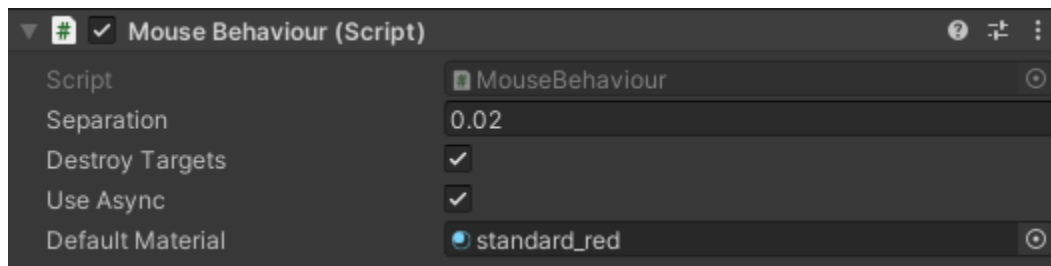 Mouse Behaviour (Script)
Script MouseBehaviour
Separation 0.02
Destroy Targets
Use Async
Default Material standard_red